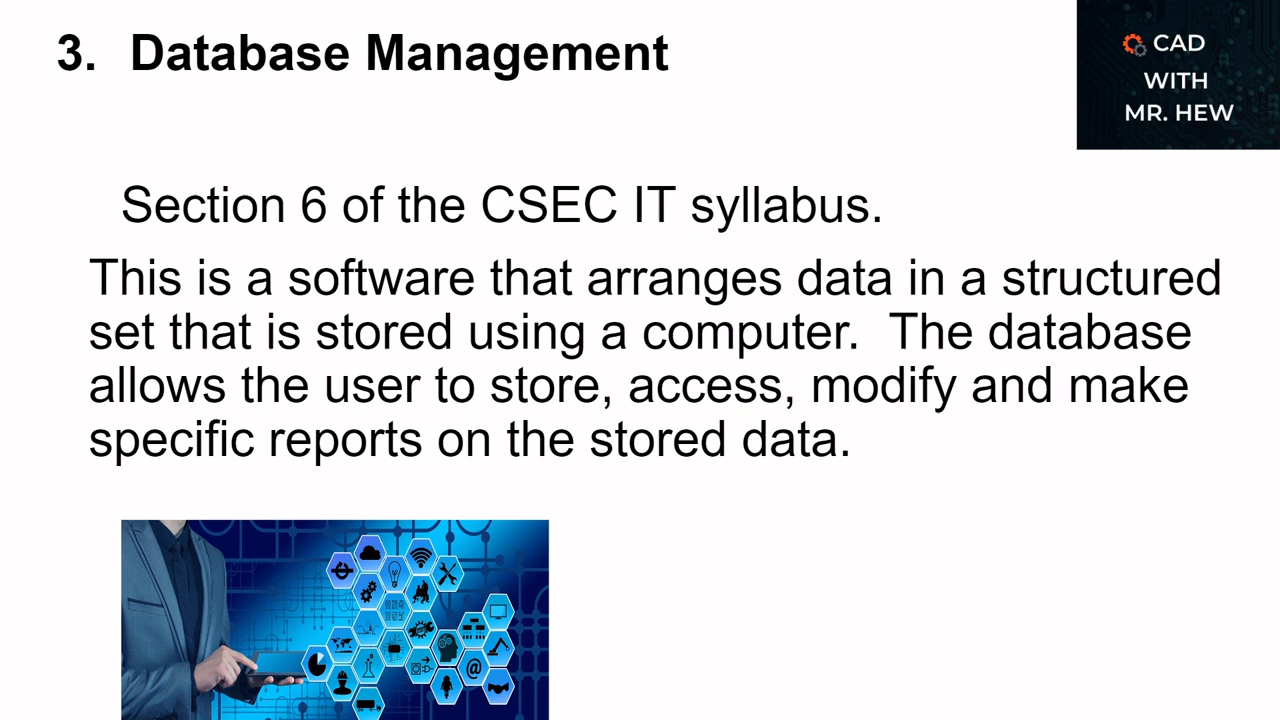 3. Database Management
CAD
WITH
MR. HEW
Section 6 of the CSEC IT syllabus.
This is a software that arranges data in a structured
set that is stored using a computer.  The database
allows the user to store, access, modify and make
specific reports on the stored data.
@